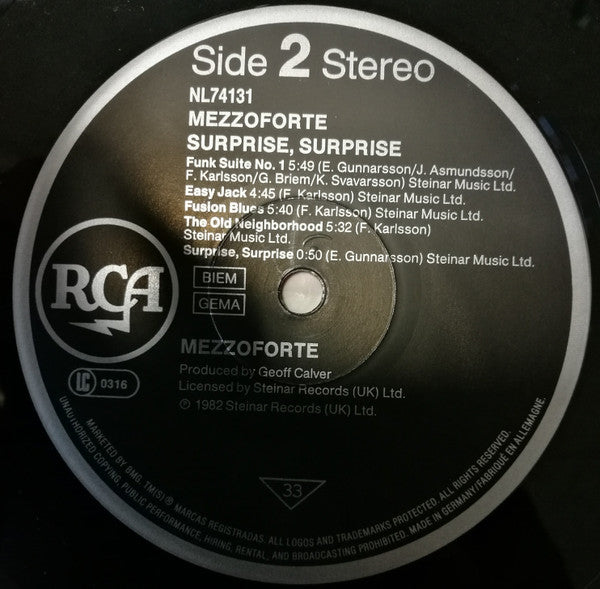 Side 2 Stereo
NL74131
MEZZOFORTE
SURPRISE, SURPRISE
Funk Suite No. 1 5:49 (E. Gunnarsson/J. Asmundsson/
F. Karlsson/G. Briem/K. Svavarsson) Steinar Music Ltd.
Easy Jack 4:45 (F. Karlsson) Steinar Music Ltd.
Fusion Blues 5:40 (F. Karlsson) Steinar Music Ltd.
The Old Neighborhood 5:32 (F. Karlsson)
Steinar Music Ltd.
Surprise, Surprise 0:50 (E. Gunnarsson) Steinar Music Ltd.
RCA
BIEM
GEMA
MEZZOFORTE
Produced by Geoff Calver
Licensed by Steinar Records (UK) Ltd.
LC 0316
℗ 1982 Steinar Records (UK) Ltd.
33
MARKETED BY BMG. TM(S) ® MARCAS REGISTRADAS. ALL LOGOS AND TRADEMARKS PROTECTED. ALL RIGHTS RESERVED.
UNAUTHORIZED COPYING, PUBLIC PERFORMANCE, HIRING, RENTAL, AND BROADCASTING PROHIBITED. MADE IN GERMANY/FABRIQUÉ EN ALLEMAGNE.